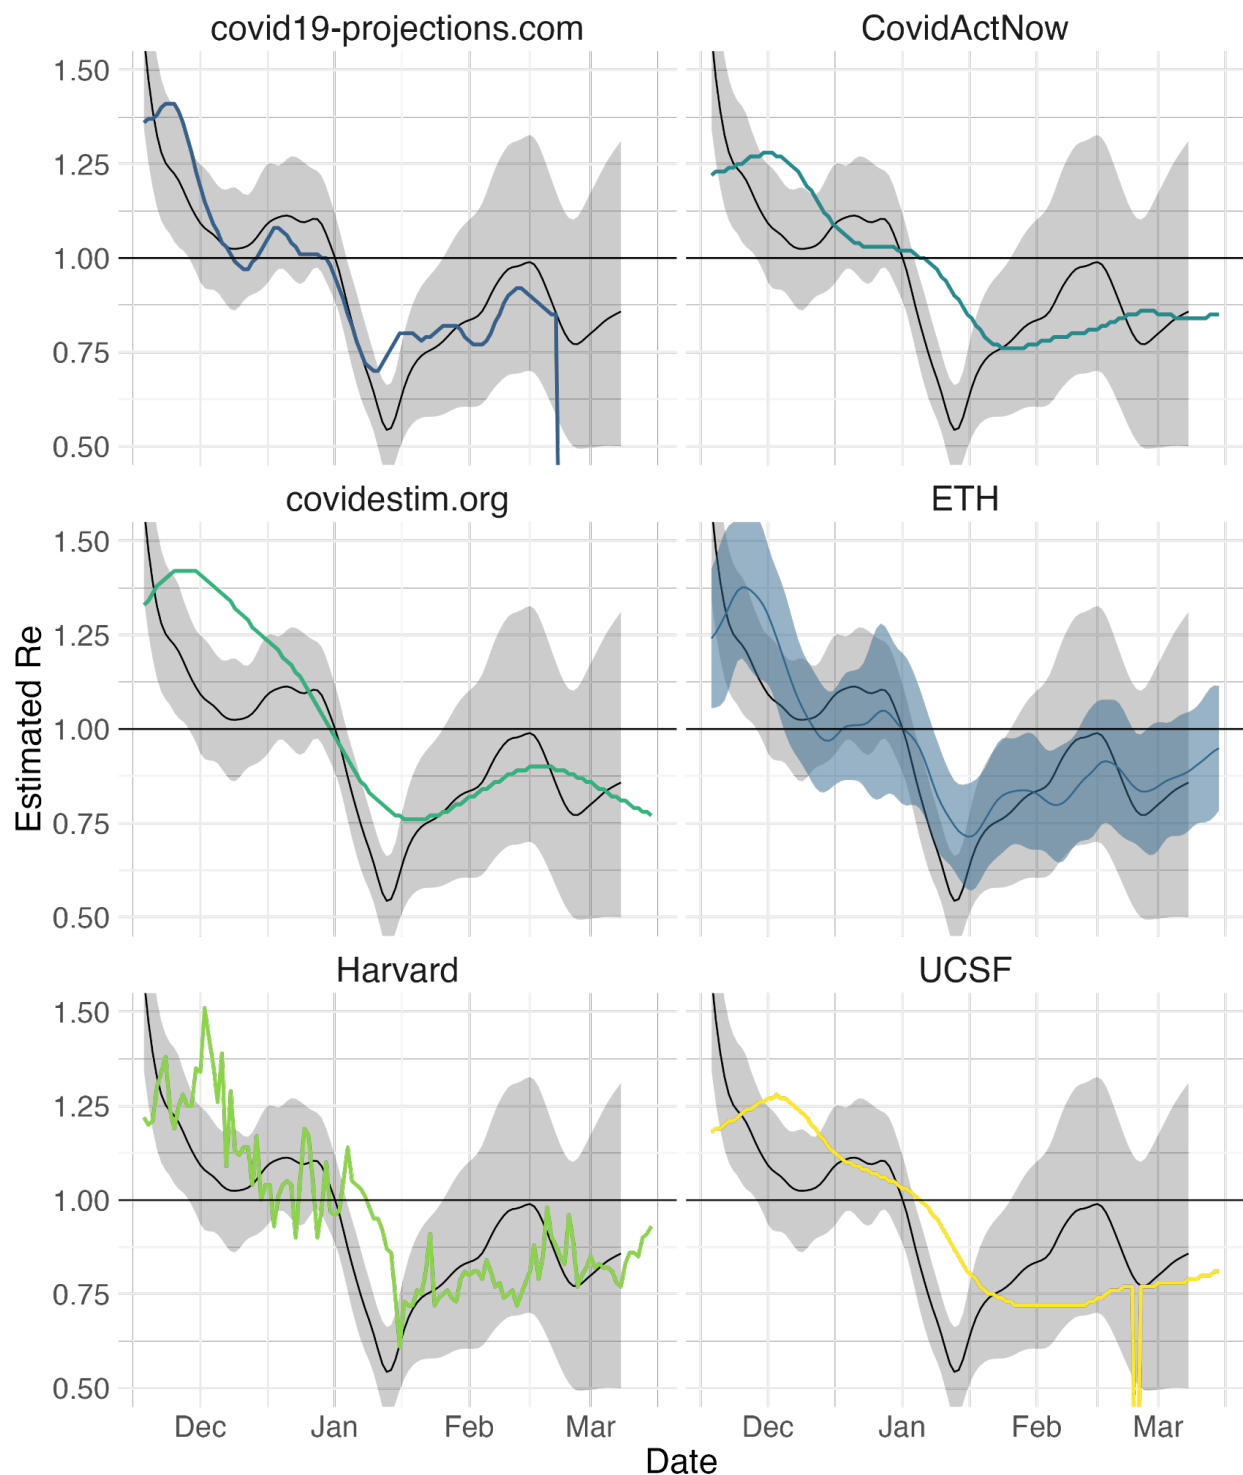 covid19-projections.com
CovidActNow
1.50
1.25
1.00
0.75
0.50
covidestim.org
ETH
1.50
1.25
1.00
0.75
0.50
Estimated Re
Harvard
UCSF
1.50
1.25
1.00
0.75
0.50
Dec Jan Feb Mar
Dec Jan Feb Mar
Date